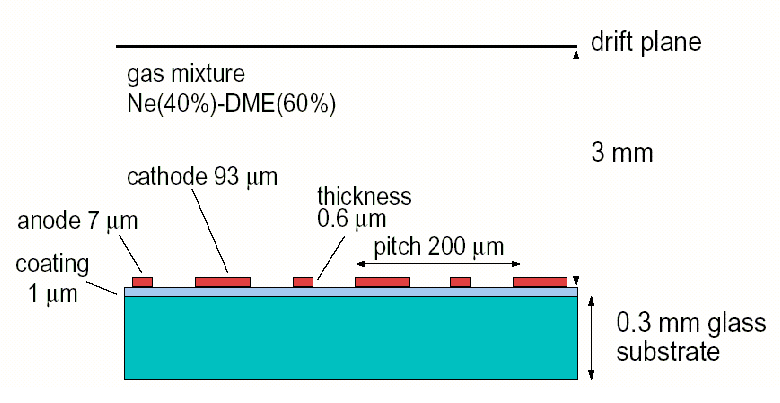 drift plane
gas mixture
Ne(40%)-DME(60%)
3 mm
cathode 93 μm
thickness
0.6 μm
anode 7 μm
pitch 200 μm
coating
1 μm
0.3 mm glass
substrate